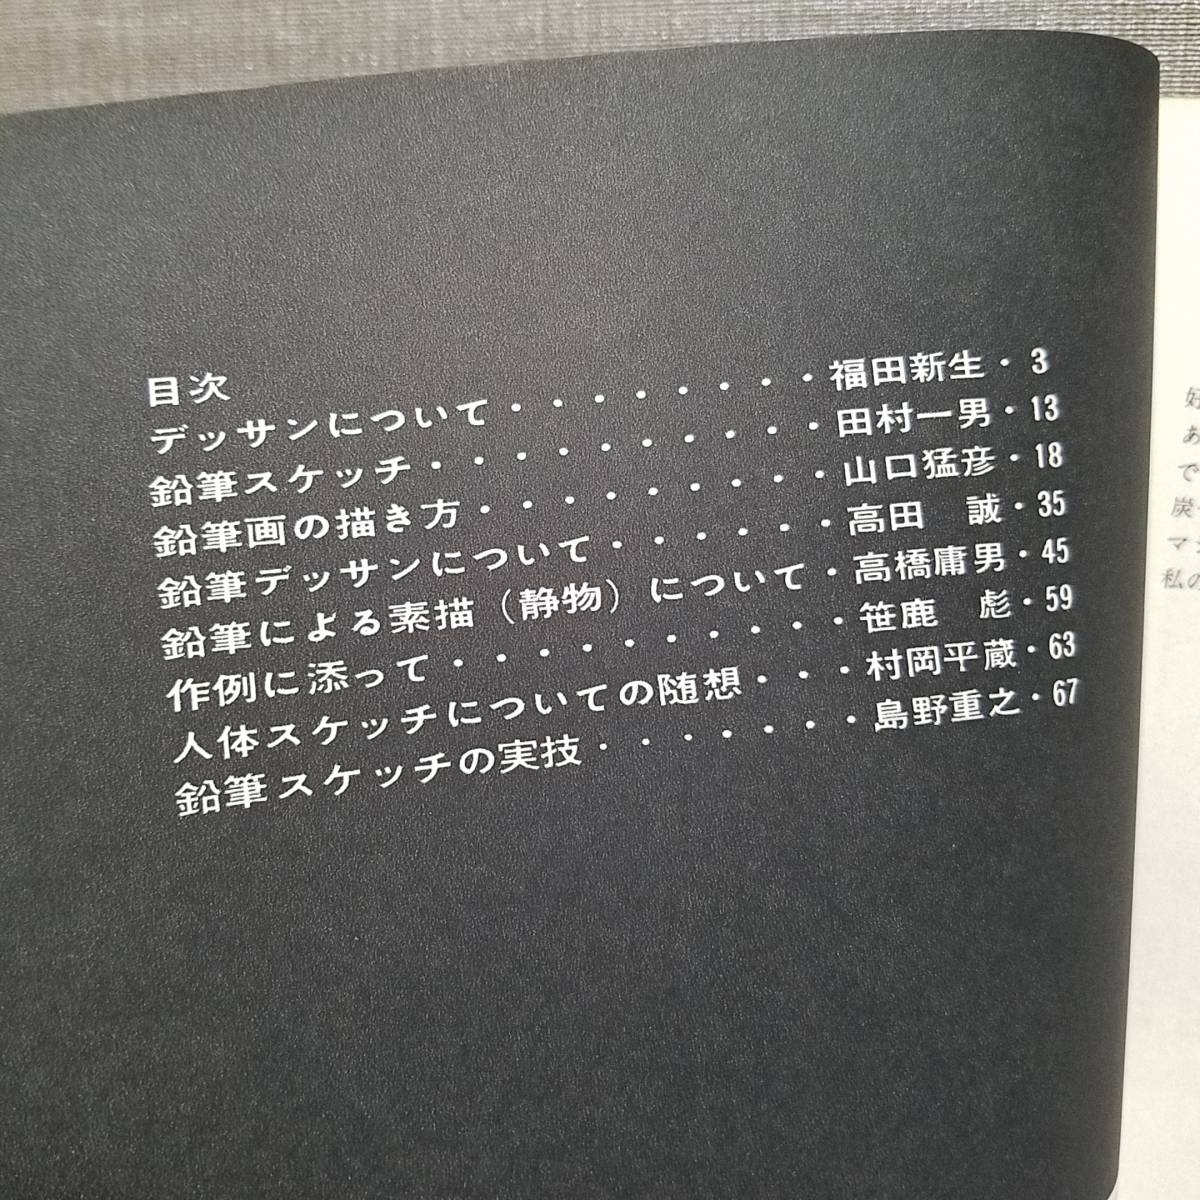 目次
デッサンについて・・・・・・・・福田新生・3
鉛筆スケッチ・・・・・・・・・・田村一男・13
鉛筆画の描き方・・・・・・・・・山口猛彦・18
鉛筆デッサンについて・・・・・・高田　誠・35
鉛筆による素描（静物）について・高橋庸男・45
作例に添って・・・・・・・・・・笹鹿　彪・59
人体スケッチについての随想・・・村岡平蔵・63
鉛筆スケッチの実技・・・・・・・島野重之・67
あ
で
炭
マ
私の